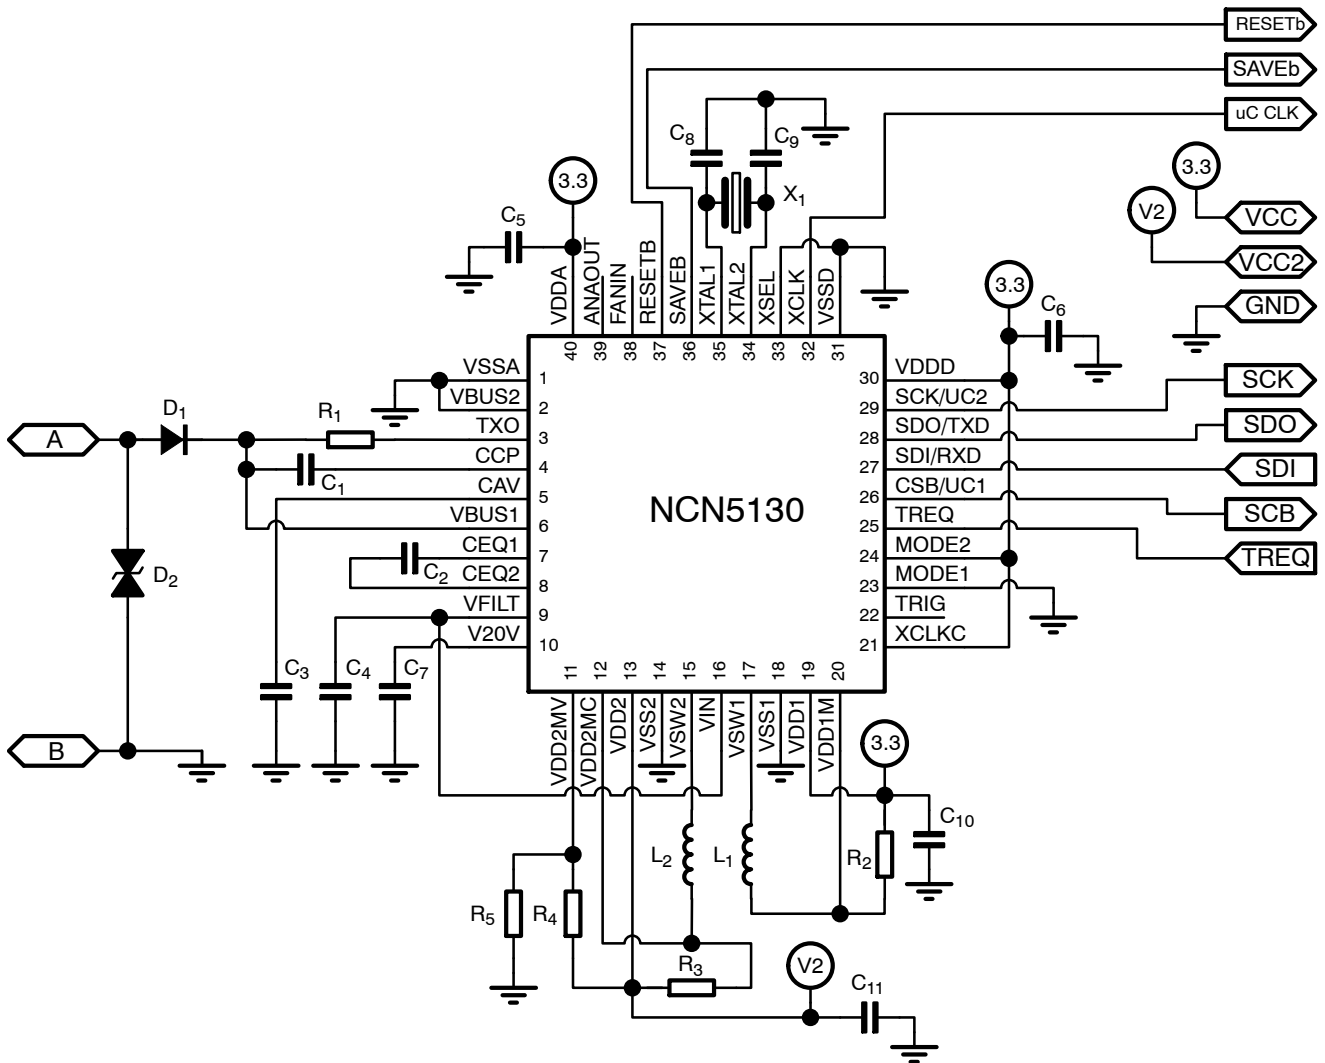 RESETb
SAVEb
uC CLK
C8
C9
X1
3.3
C5
3.3
V2
VCC
VCC2
GND
3.3
C6
VDDA
ANAOUT
FANIN
RESETB
SAVEB
XTAL1
XTAL2
XSEL
XCLK
VSSD
40
39
38
37
36
35
34
33
32
31
VSSA
1
VBUS2
2
TXO
3
CCP
4
CAV
5
VBUS1
6
CEQ1
7
CEQ2
8
VFILT
9
V20V
10
NCN5130
30
VDDD
29
SCK/UC2
28
SDO/TXD
27
SDI/RXD
26
CSB/UC1
25
TREQ
24
MODE2
23
MODE1
22
TRIG
21
XCLKC
SCK
SDO
SDI
SCB
TREQ
A
D1
R1
C1
C2
D2
C3
C4
C7
B
11
12
13
14
15
16
17
18
19
20
VDD2MV
VDD2MC
VDD2
VSS2
VSW2
VIN
VSW1
VSS1
VDD1
VDD1M
3.3
C10
L2
L1
R2
R5
R4
R3
V2
C11